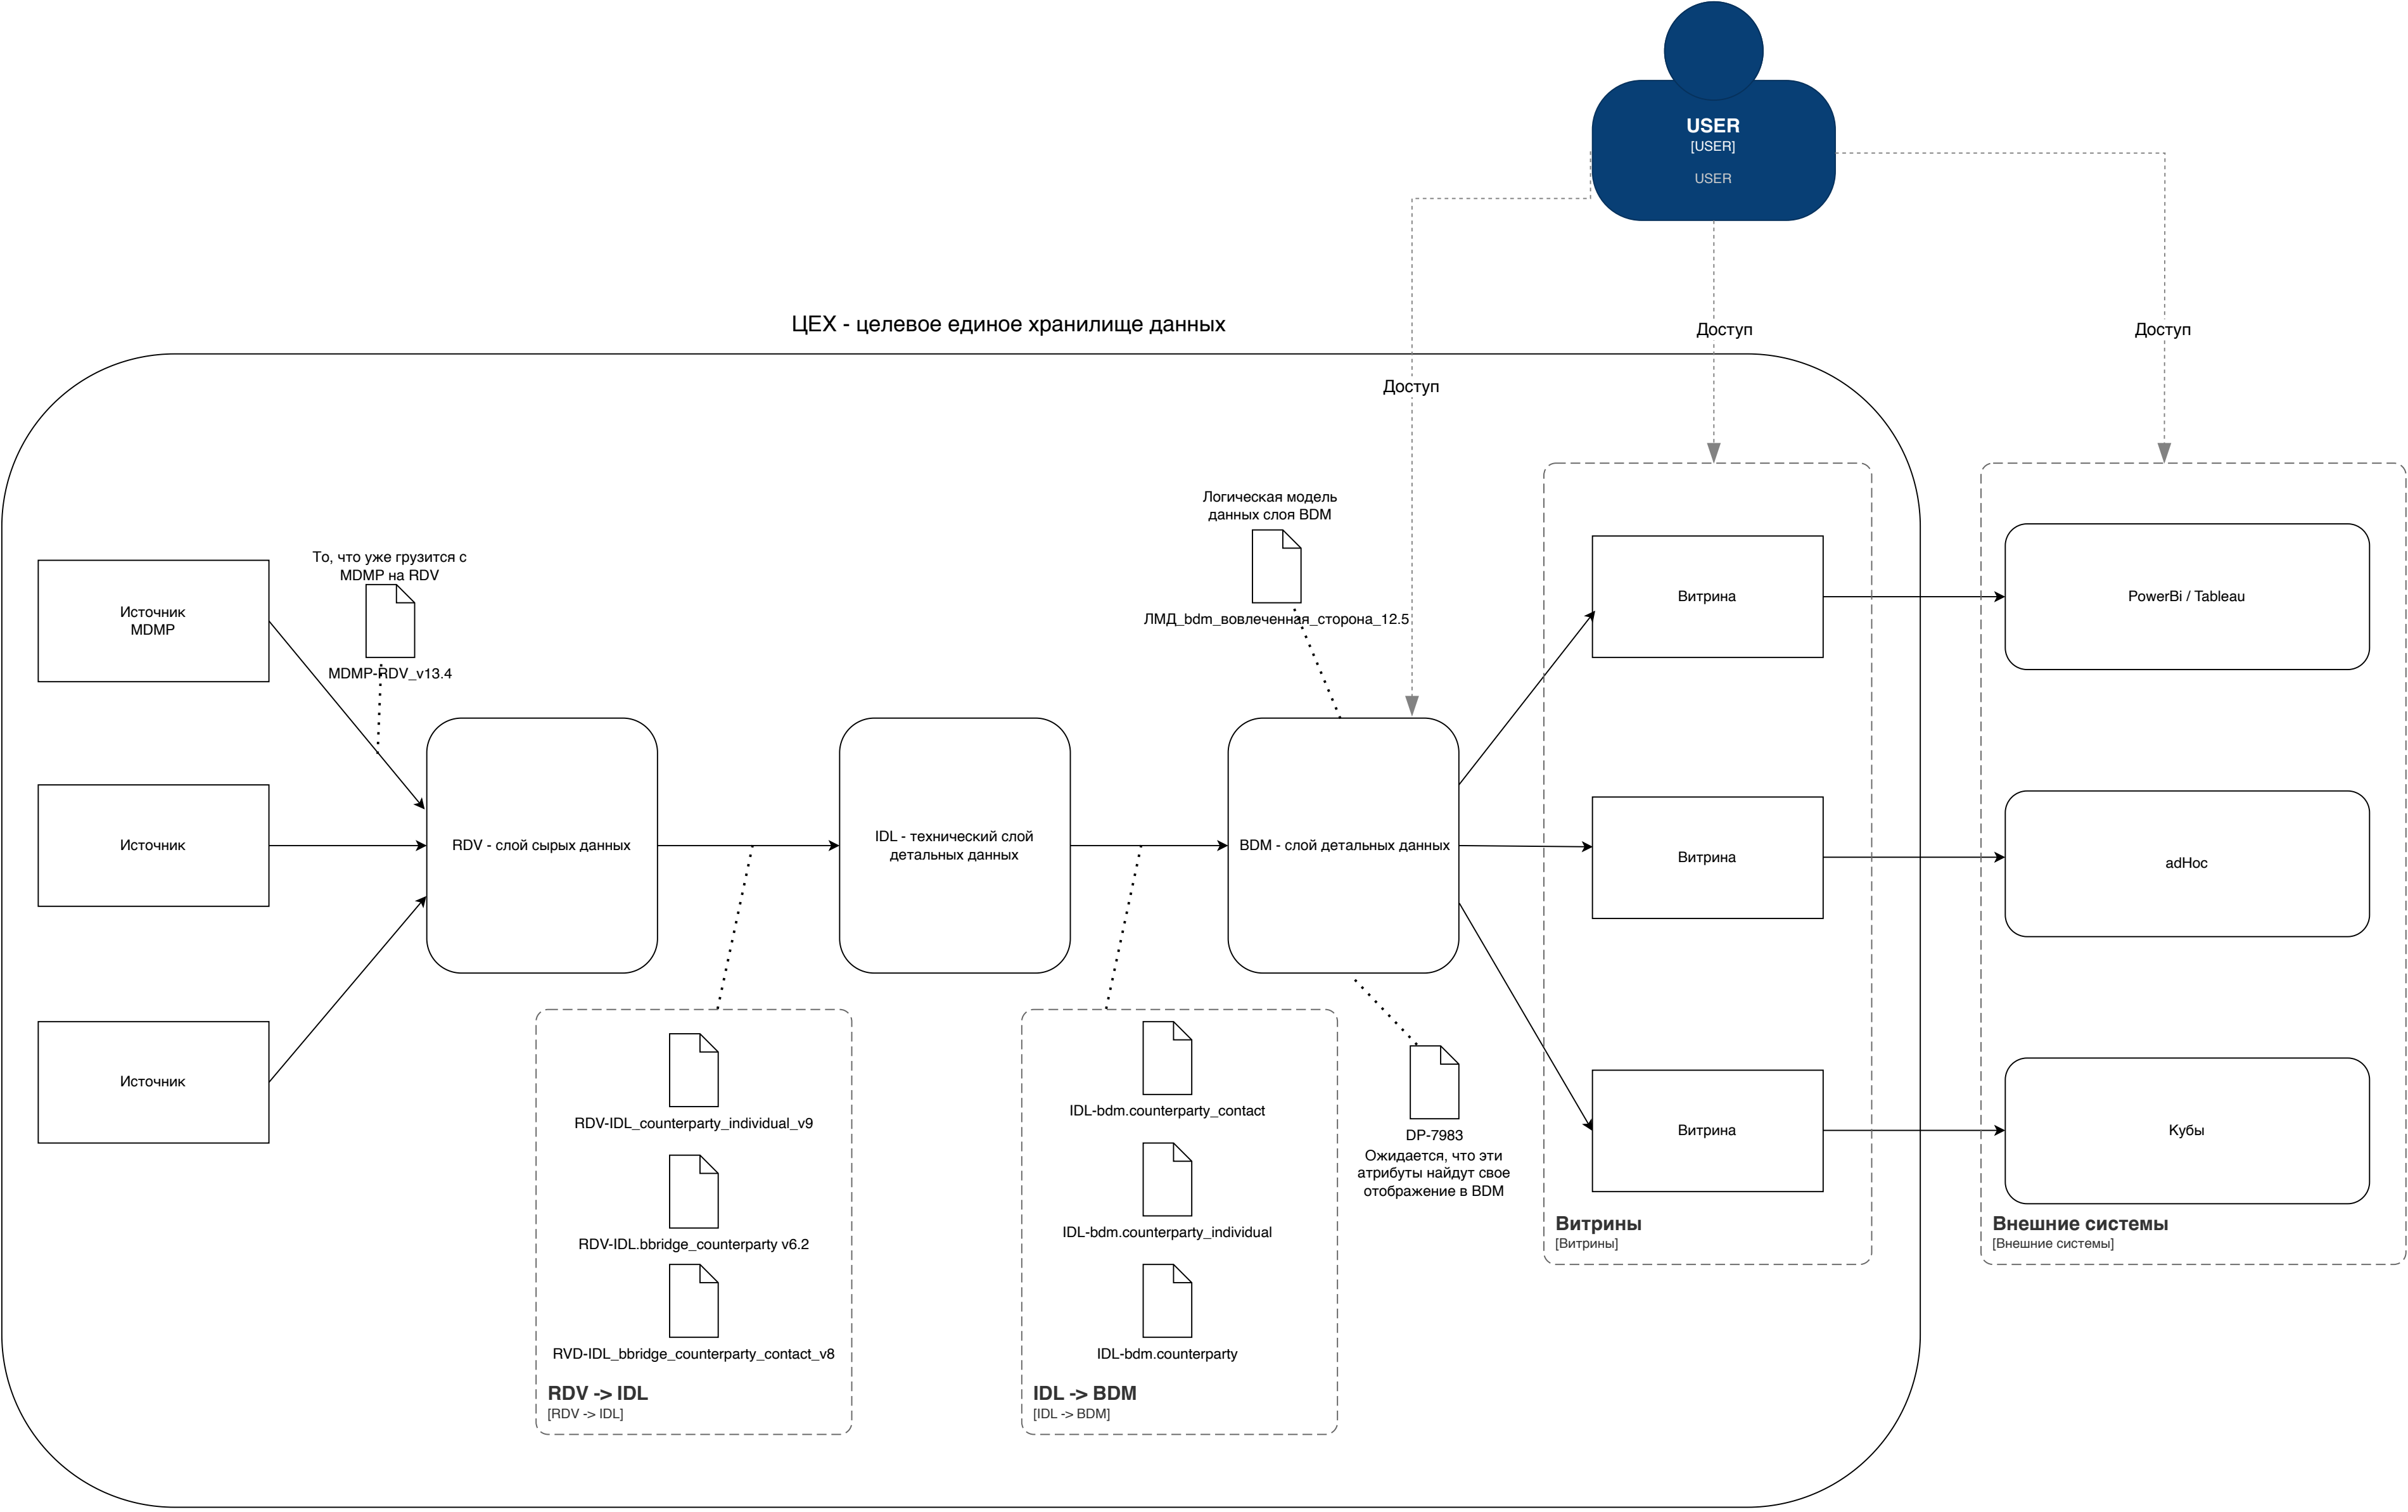 USER
[USER]
USER
ЦЕХ - целевое единое хранилище данных
Доступ
Доступ
Доступ
Источник
MDMP
То, что уже грузится с
MDMP на RDV
MDMP-RDV_v13.4
Источник
Источник
RDV - слой сырых данных
IDL - технический слой
детальных данных
Логическая модель
данных слоя BDM
ЛМД_bdm_вовлеченная_сторона_12.5
BDM - слой детальных данных
RDV-IDL_counterparty_individual_v9
RDV-IDL.bbridge_counterparty v6.2
RVD-IDL_bbridge_counterparty_contact_v8
RDV -> IDL
[RDV -> IDL]
IDL-bdm.counterparty_contact
IDL-bdm.counterparty_individual
IDL-bdm.counterparty
IDL -> BDM
[IDL -> BDM]
DP-7983
Ожидается, что эти
атрибуты найдут свое
отображение в BDM
Витрина
Витрина
Витрина
Витрины
[Витрины]
PowerBi / Tableau
adHoc
Кубы
Внешние системы
[Внешние системы]